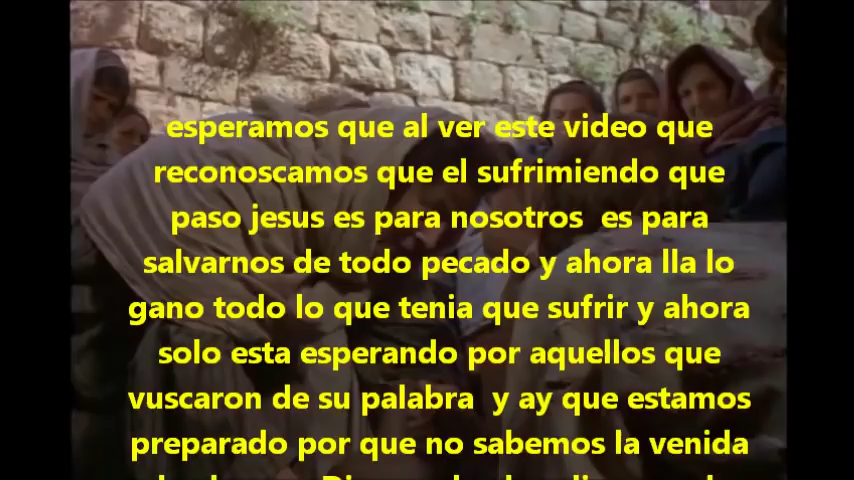 esperamos que al ver este video que
reconoscamos que el sufrimiendo que
paso jesus es para nosotros es para
salvarnos de todo pecado y ahora lla lo
gano todo lo que tenia que sufrir y ahora
solo esta esperando por aquellos que
vuscaron de su palabra y ay que estamos
preparado por que no sabemos la venida